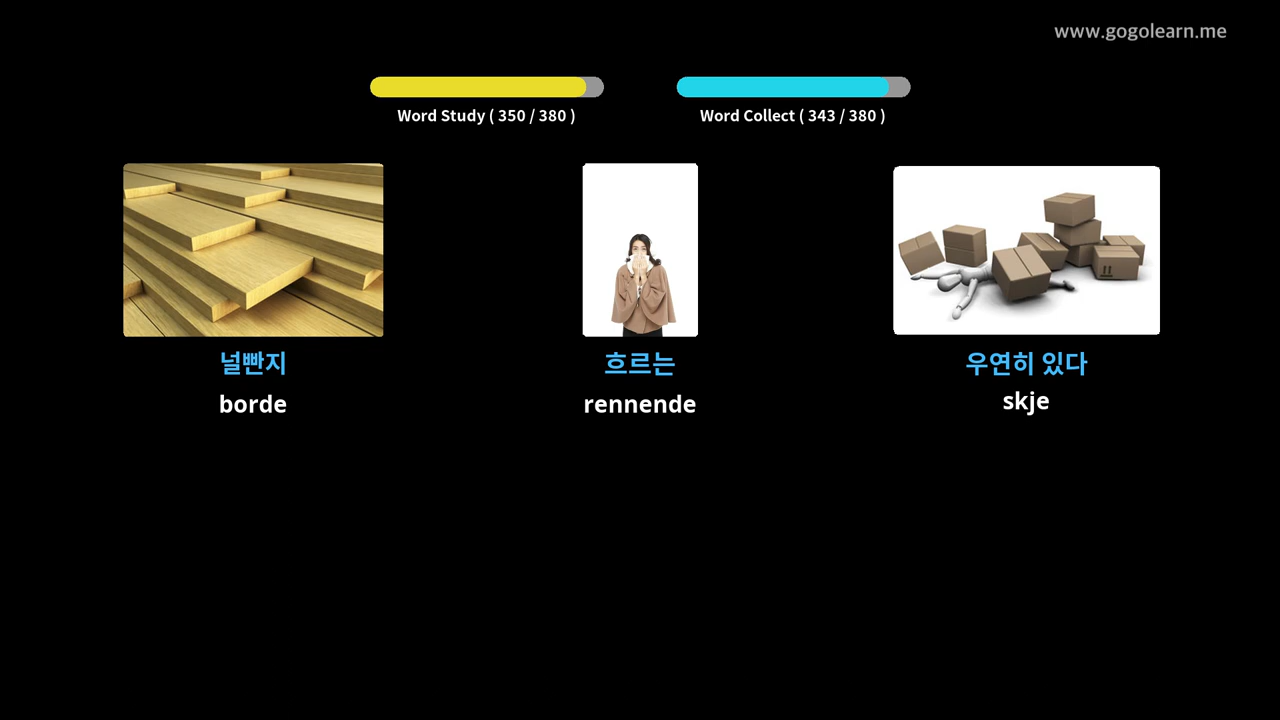 www.gogolearn.me
Word Study ( 350 / 380 )
Word Collect ( 343 / 380 )
널빤지
흐르는
우연히 있다
borde
rennende
skje